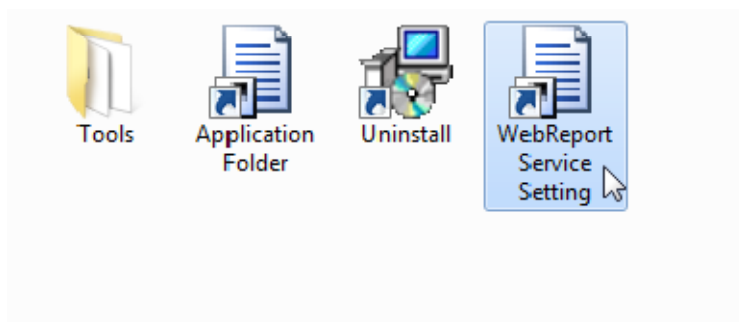 Tools
Application
Folder
Uninstall
WebReport
Service
Setting